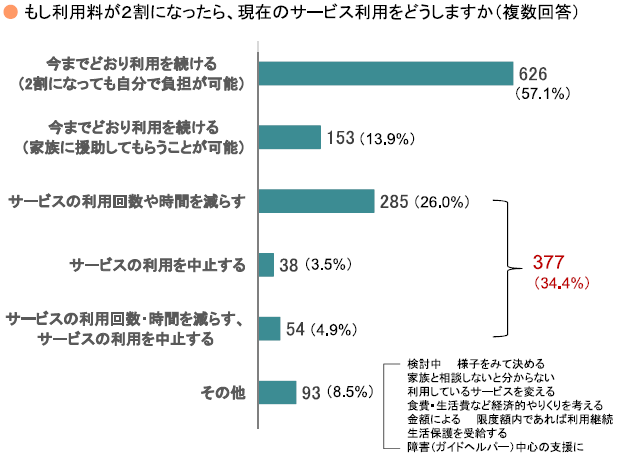 ● もし利用料が2割になったら、現在のサービス利用をどうしますか（複数回答）
今までどおり利用を続ける
（2割になっても自分で負担が可能）
626
(57.1%)
今までどおり利用を続ける
（家族に援助してもらうことが可能）
153 (13.9%)
サービスの利用回数や時間を減らす
285 (26.0%)
サービスの利用を中止する
38 (3.5%)
サービスの利用回数・時間を減らす、
サービスの利用を中止する
54 (4.9%)
377
(34.4%)
その他
93 (8.5%)
検討中　様子をみて決める
家族と相談しないと分からない
利用しているサービスを変える
食費・生活費など経済的やりくりを考える
金額による　限度額内であれば利用継続
生活保護を受給する
障害（ガイドヘルパー）中心の支援に